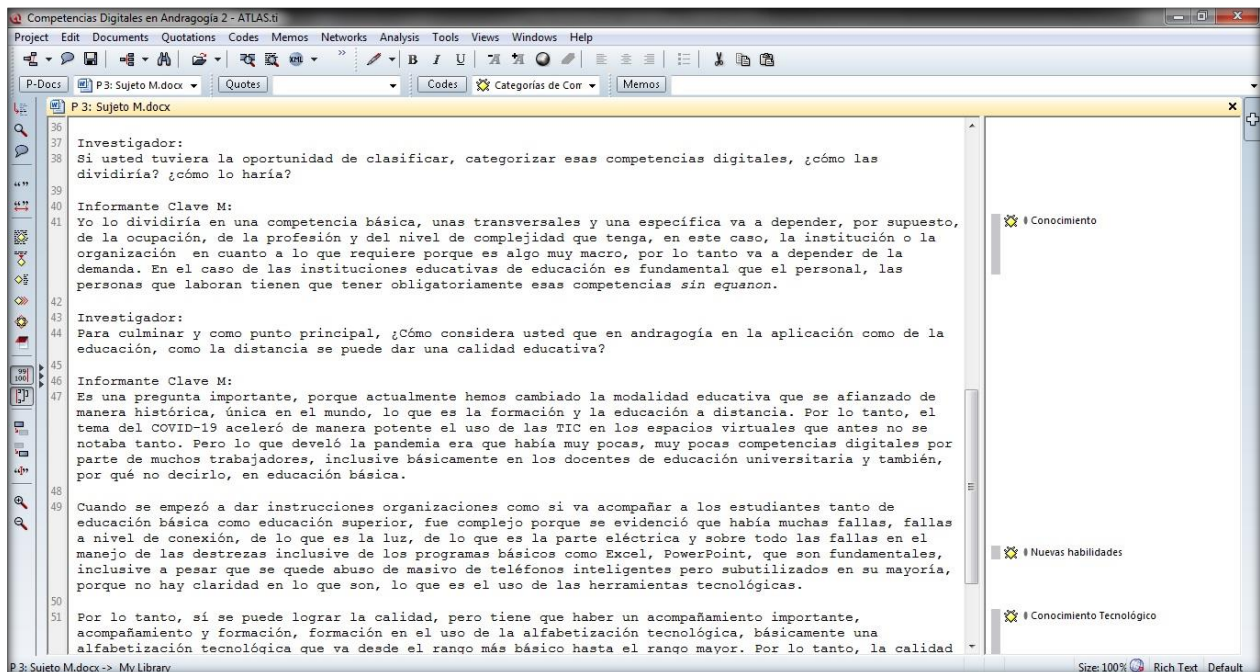 Competencias Digitales en Andragogía 2 - ATLAS.ti
Project Edit Documents Quotations Codes Memos Networks Analysis Tools Views Windows Help
B I U
P-Docs P 3: Sujeto M.docx Quotes Codes Categorías de Com Memos
P 3: Sujeto M.docx
36
37 Investigador:
38 Si usted tuviera la oportunidad de clasificar, categorizar esas competencias digitales, ¿cómo las
dividiría? ¿cómo lo haría?
39
40 Informante Clave M:
41 Yo lo dividiría en una competencia básica, unas transversales y una específica va a depender, por supuesto,
de la ocupación, de la profesión y del nivel de complejidad que tenga, en este caso, la institución o la
organización en cuanto a lo que requiere porque es algo muy macro, por lo tanto va a depender de la
demanda. En el caso de las instituciones educativas de educación es fundamental que el personal, las
personas que laboran tienen que tener obligatoriamente esas competencias sin equanon.
Conocimiento
42
43 Investigador:
44 Para culminar y como punto principal, ¿Cómo considera usted que en andragogía en la aplicación como de la
educación, como la distancia se puede dar una calidad educativa?
45
46 Informante Clave M:
47 Es una pregunta importante, porque actualmente hemos cambiado la modalidad educativa que se afianzado de
manera histórica, única en el mundo, lo que es la formación y la educación a distancia. Por lo tanto, el
tema del COVID-19 aceleró de manera potente el uso de las TIC en los espacios virtuales que antes no se
notaba tanto. Pero lo que develó la pandemia era que había muy pocas, muy pocas competencias digitales por
parte de muchos trabajadores, inclusive básicamente en los docentes de educación universitaria y también,
por qué no decirlo, en educación básica.
48
49 Cuando se empezó a dar instrucciones organizaciones como si va acompañar a los estudiantes tanto de
educación básica como educación superior, fue complejo porque se evidenció que había muchas fallas, fallas
a nivel de conexión, de lo que es la luz, de lo que es la parte eléctrica y sobre todo las fallas en el
manejo de las destrezas inclusive de los programas básicos como Excel, PowerPoint, que son fundamentales,
inclusive a pesar que se quede abuso de masivo de teléfonos inteligentes pero subutilizados en su mayoría,
porque no hay claridad en lo que son, lo que es el uso de las herramientas tecnológicas.
Nuevas habilidades
50
51 Por lo tanto, sí se puede lograr la calidad, pero tiene que haber un acompañamiento importante,
acompañamiento y formación, formación en el uso de la alfabetización tecnológica, básicamente una
alfabetización tecnológica que va desde el rango más básico hasta el rango mayor. Por lo tanto, la calidad
Conocimiento Tecnológico
P 3: Sujeto M.docx -> My Library
Size: 100% Rich Text Default